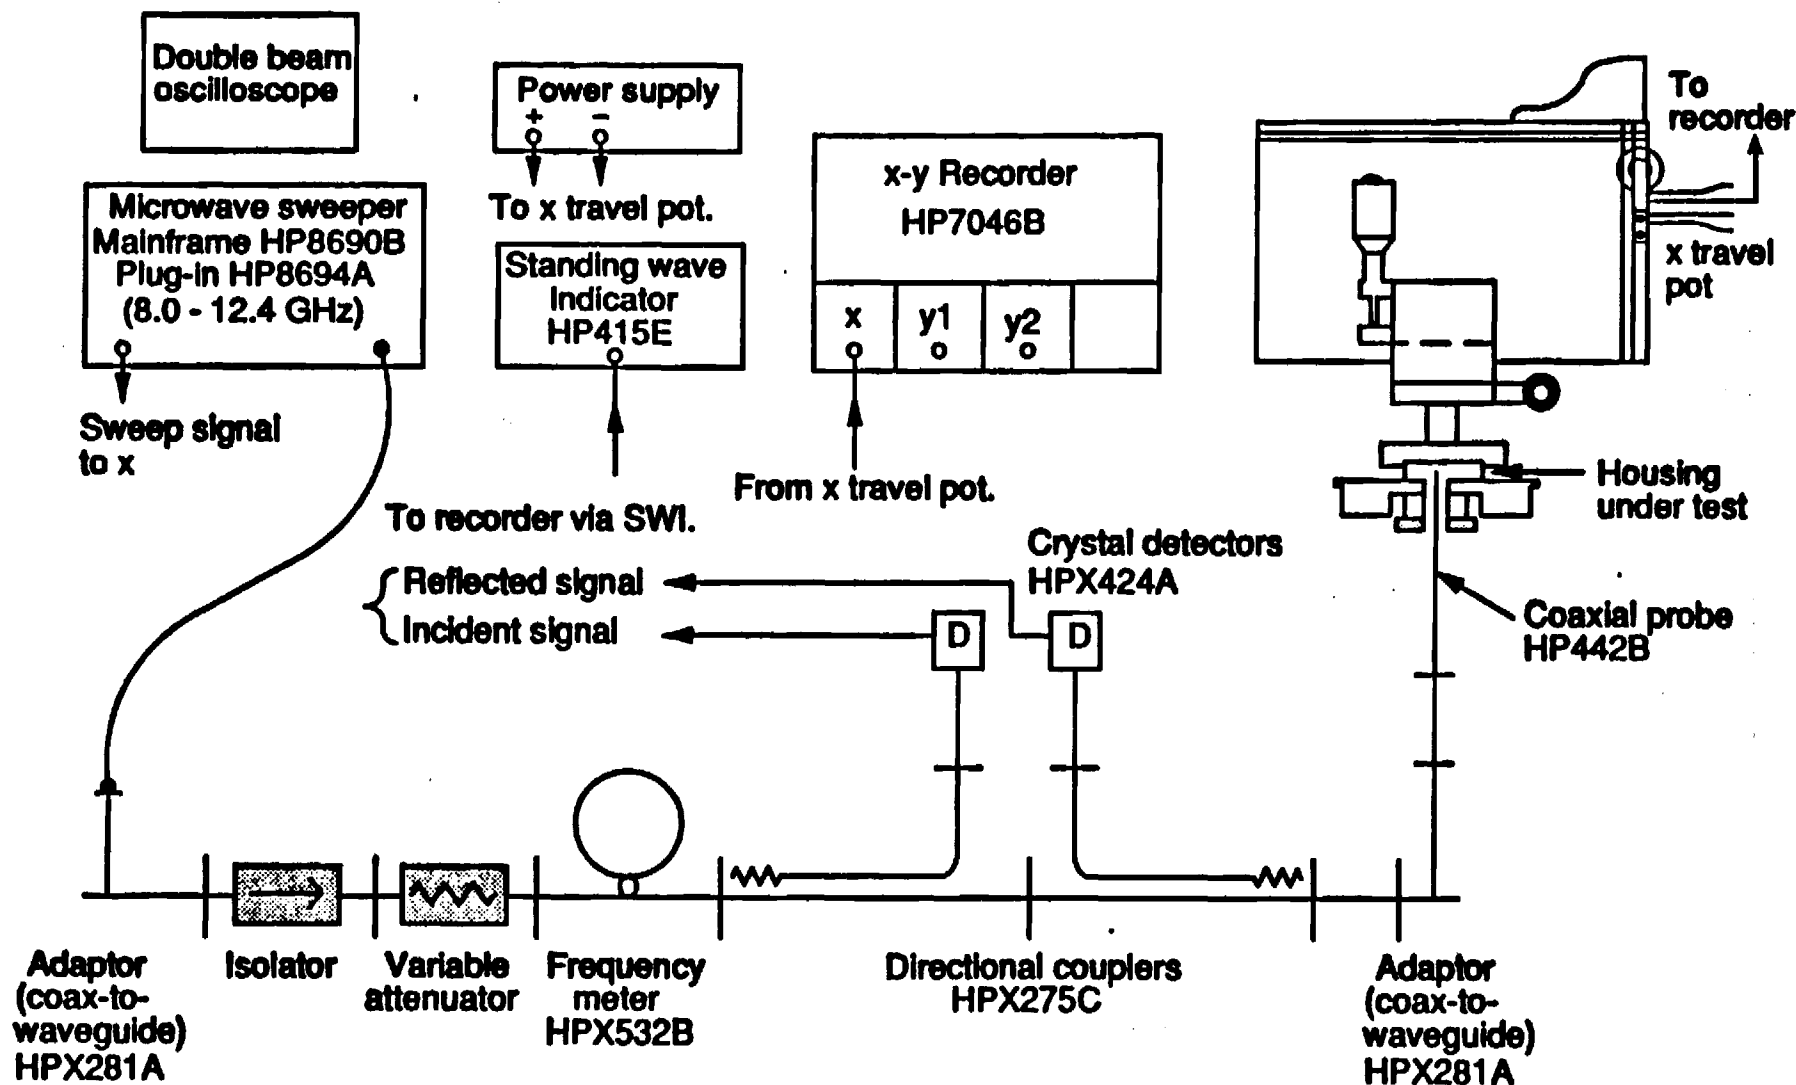 Double beam
oscilloscope
Power supply
+ −
To x travel pot.
Microwave sweeper
Mainframe HP8690B
Plug-in HP8694A
(8.0 - 12.4 GHz)
Sweep signal
to x
Standing wave
Indicator
HP415E
To recorder via SWI.
x-y Recorder
HP7046B
x
y1
y2
From x travel pot.
To
recorder
x travel
pot
Housing
under test
Coaxial probe
HP442B
Crystal detectors
HPX424A
Reflected signal
Incident signal
D
D
Adaptor
(coax-to-
waveguide)
HPX281A
Isolator
Variable
attenuator
Frequency
meter
HPX532B
Directional couplers
HPX275C
Adaptor
(coax-to-
waveguide)
HPX281A